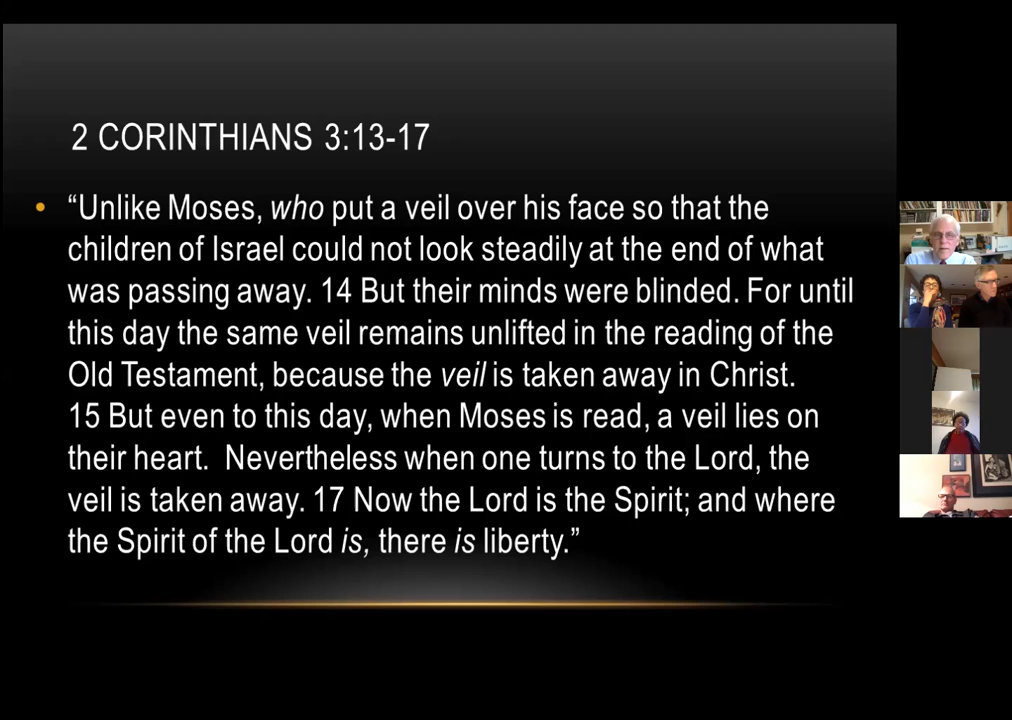 2 CORINTHIANS 3:13-17
• “Unlike Moses, who put a veil over his face so that the
children of Israel could not look steadily at the end of what
was passing away. 14 But their minds were blinded. For until
this day the same veil remains unlifted in the reading of the
Old Testament, because the veil is taken away in Christ.
15 But even to this day, when Moses is read, a veil lies on
their heart.  Nevertheless when one turns to the Lord, the
veil is taken away. 17 Now the Lord is the Spirit; and where
the Spirit of the Lord is, there is liberty.”